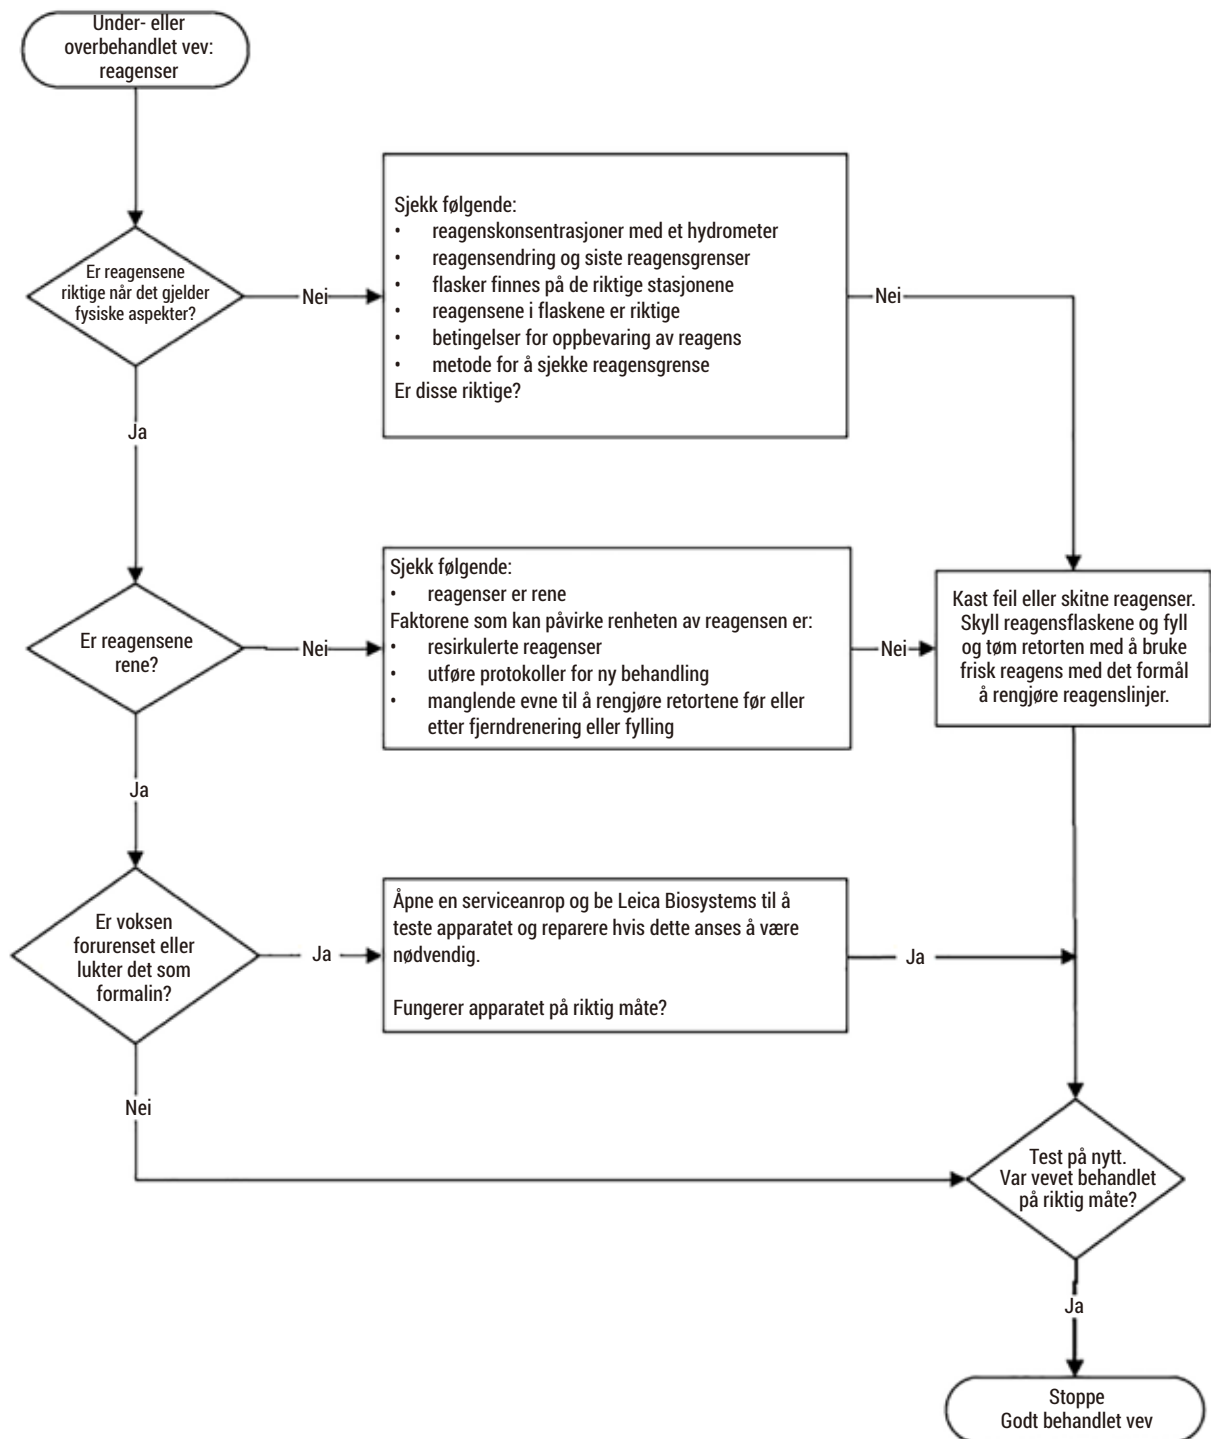 Under- eller
overbehandlet vev:
reagenser
Er reagensene
riktige når det gjelder
fysiske aspekter?
Nei
Sjekk følgende:
• reagenskonsentrasjoner med et hydrometer
• reagensendring og siste reagensgrenser
• flasker finnes på de riktige stasjonene
• reagensene i flaskene er riktige
• betingelser for oppbevaring av reagens
• metode for å sjekke reagensgrense
Er disse riktige?
Nei
Ja
Er reagensene
rene?
Nei
Sjekk følgende:
• reagenser er rene
Faktorene som kan påvirke renheten av reagensen er:
• resirkulerte reagenser
• utføre protokoller for ny behandling
• manglende evne til å rengjøre retortene før eller
etter fjerndrenering eller fylling
Nei
Kast feil eller skitne reagenser.
Skyll reagensflaskene og fyll
og tøm retorten med å bruke
frisk reagens med det formål
å rengjøre reagenslinjer.
Ja
Er voksen
forurenset eller
lukter det som
formalin?
Ja
Åpne en serviceanrop og be Leica Biosystems til å
teste apparatet og reparere hvis dette anses å være
nødvendig.
Fungerer apparatet på riktig måte?
Ja
Nei
Test på nytt.
Var vevet behandlet
på riktig måte?
Ja
Stoppe
Godt behandlet vev